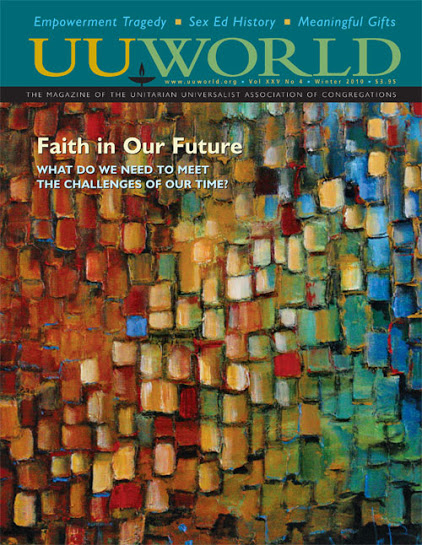 Empowerment Tragedy ■ Sex Ed History ■ Meaningful Gifts
UUWORLD
www.uuworld.org • Vol XXV No 4 • Winter 2010 • $3.95
THE MAGAZINE OF THE UNITARIAN UNIVERSALIST ASSOCIATION OF CONGREGATIONS
Faith in Our Future
WHAT DO WE NEED TO MEET
THE CHALLENGES OF OUR TIME?